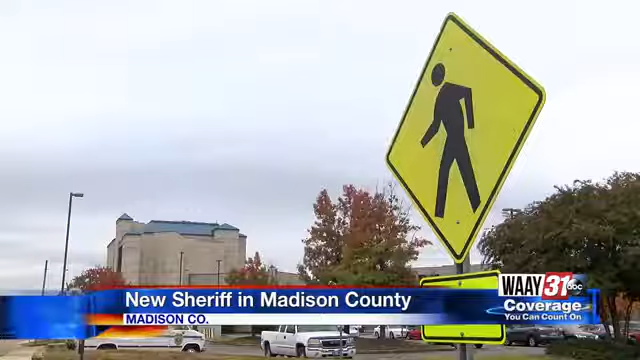 New Sheriff in Madison County
MADISON CO.
WAAY 31 abc
Coverage
You Can Count On